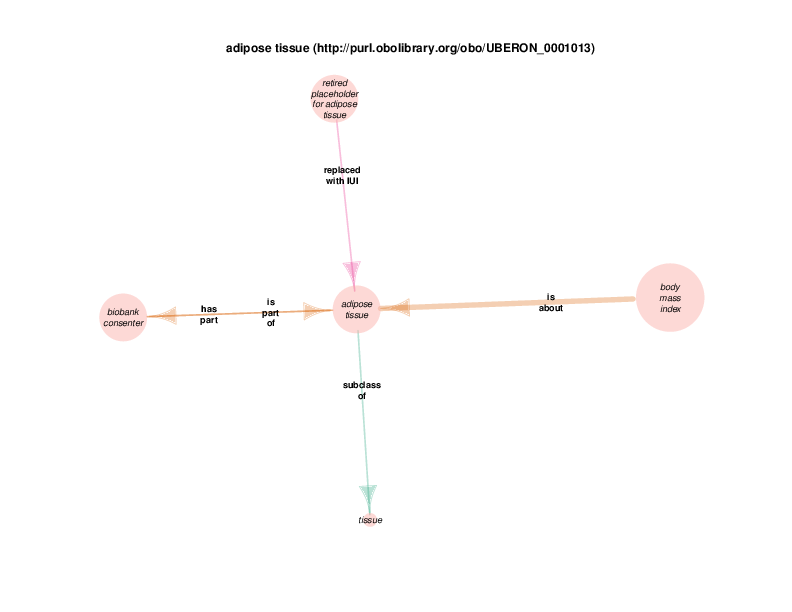 adipose tissue (http://purl.obolibrary.org/obo/UBERON_0001013)
retired
placeholder
for adipose
tissue
replaced
with IUI
biobank
consenter
has
part
is
part
of
adipose
tissue
is
about
body
mass
index
subclass
of
tissue